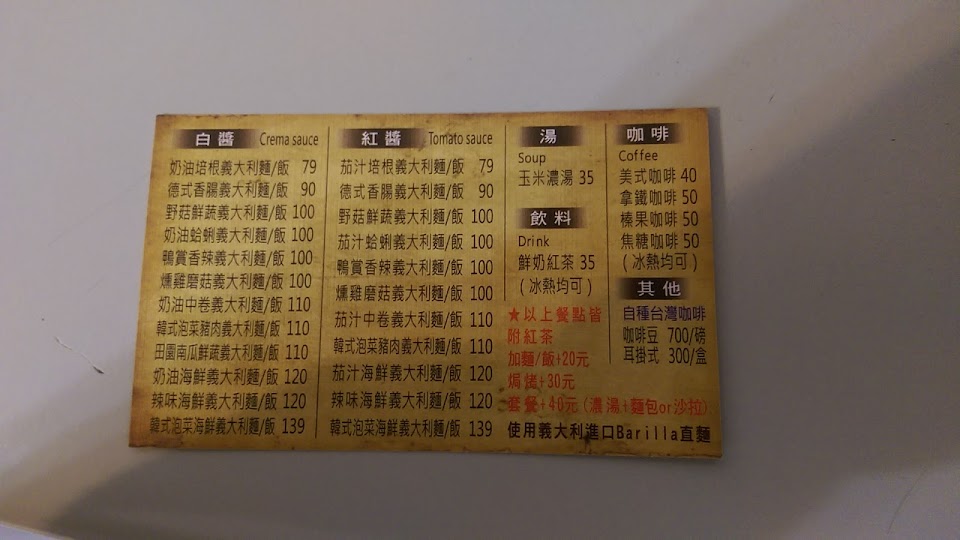 白醬 Crema sauce
奶油培根義大利麵/飯 79
德式香腸義大利麵/飯 90
野菇鮮蔬義大利麵/飯 100
奶油蛤蜊義大利麵/飯 100
鴨賞香辣義大利麵/飯 100
燻雞磨菇義大利麵/飯 100
奶油中卷義大利麵/飯 110
韓式泡菜豬肉義大利麵/飯 110
田園南瓜鮮蔬義大利麵/飯 110
奶油海鮮義大利麵/飯 120
辣味海鮮義大利麵/飯 120
韓式泡菜海鮮義大利麵/飯 139
紅醬 Tomato sauce
茄汁培根義大利麵/飯 79
德式香腸義大利麵/飯 90
野菇鮮蔬義大利麵/飯 100
茄汁蛤蜊義大利麵/飯 100
鴨賞香辣義大利麵/飯 100
燻雞磨菇義大利麵/飯 100
茄汁中卷義大利麵/飯 110
韓式泡菜豬肉義大利麵/飯 110
茄汁海鮮義大利麵/飯 120
辣味海鮮義大利麵/飯 120
韓式泡菜海鮮義大利麵/飯 139
湯
Soup
玉米濃湯 35
飲料
Drink
鮮奶紅茶 35
(冰熱均可)
咖啡
Coffee
美式咖啡 40
拿鐵咖啡 50
榛果咖啡 50
焦糖咖啡 50
(冰熱均可)
其他
自種台灣咖啡
咖啡豆 700/磅
耳掛式 300/盒
★以上餐點皆
附紅茶
加麵/飯+20元
焗烤+30元
套餐+40元(濃湯+麵包or沙拉)
使用義大利進口Barilla直麵